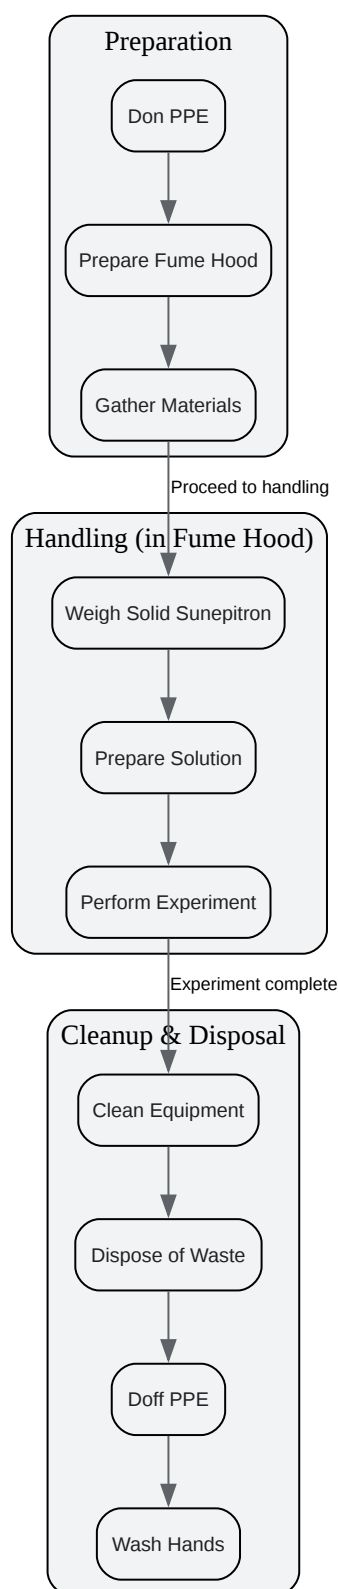 Preparation
Don PPE
Prepare Fume Hood
Gather Materials
Proceed to handling
Handling (in Fume Hood)
Weigh Solid Sunepitron
Prepare Solution
Perform Experiment
Experiment complete
Cleanup & Disposal
Clean Equipment
Dispose of Waste
Doff PPE
Wash Hands